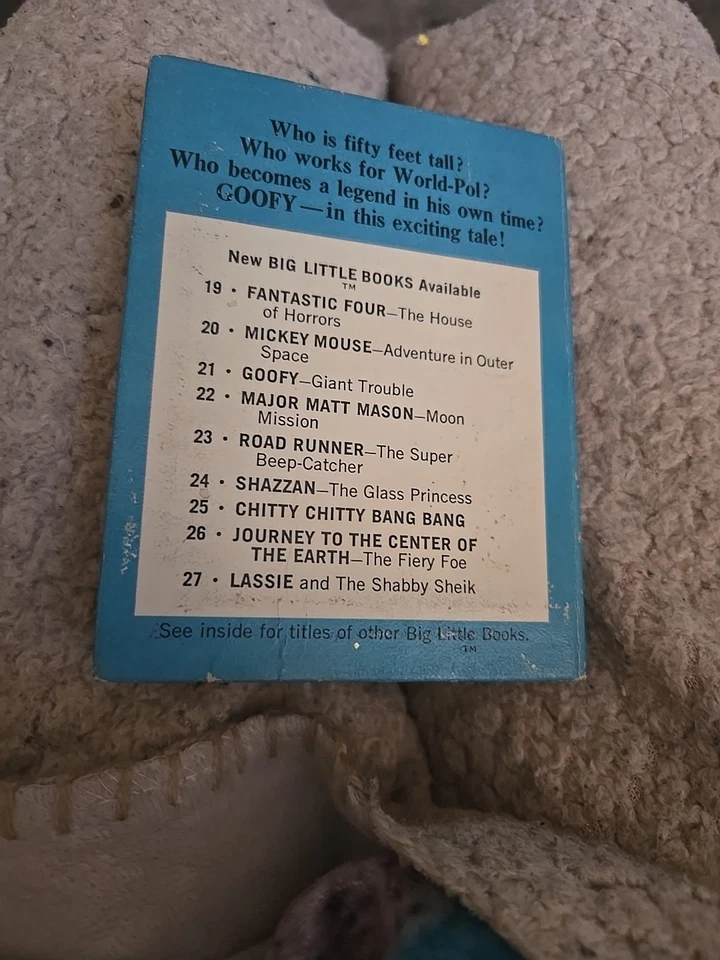 Who is fifty feet tall?
Who works for World-Pol?
Who becomes a legend in his own time?
GOOFY—in this exciting tale!
New BIG LITTLE BOOKS Available
TM
19 • FANTASTIC FOUR—The House
of Horrors
20 • MICKEY MOUSE—Adventure in Outer
Space
21 • GOOFY—Giant Trouble
22 • MAJOR MATT MASON—Moon
Mission
23 • ROAD RUNNER—The Super
Beep-Catcher
24 • SHAZZAN—The Glass Princess
25 • CHITTY CHITTY BANG BANG
26 • JOURNEY TO THE CENTER OF
THE EARTH—The Fiery Foe
27 • LASSIE and The Shabby Sheik
See inside for titles of other Big Little Books.
TM